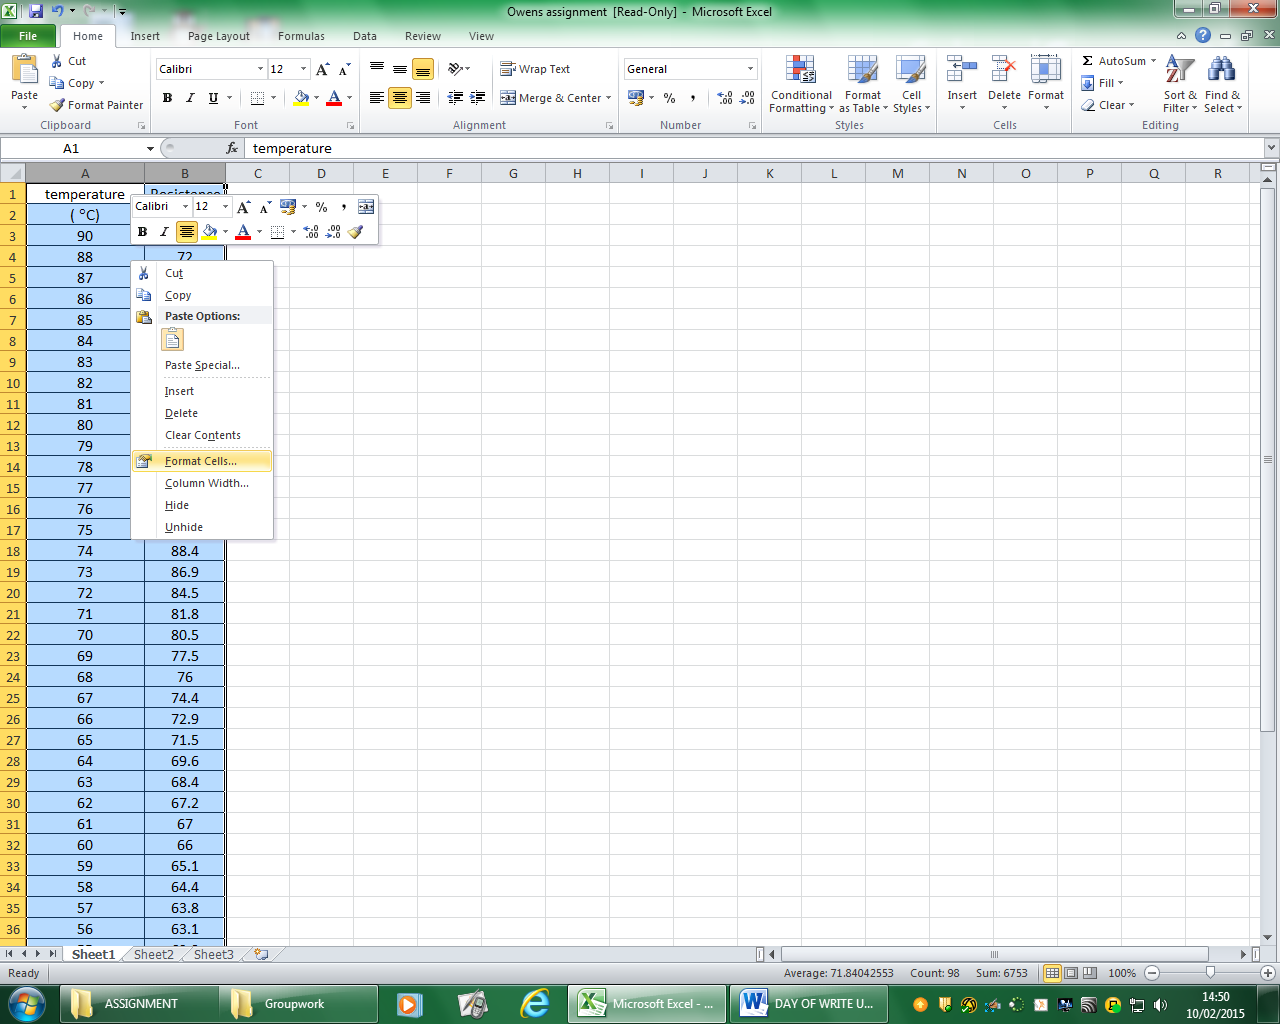 Owens assignment [Read-Only] - Microsoft Excel
File Home Insert Page Layout Formulas Data Review View
Cut
Copy
Format Painter
Paste
Clipboard
Calibri 12
B I U
Font
Wrap Text
Merge & Center
Alignment
General
%
Number
Conditional Formatting
Format as Table
Cell Styles
Styles
Insert Delete Format
Cells
AutoSum
Fill
Clear
Sort & Filter
Find & Select
Editing
A1 fx temperature
A B C D E F G H I J K L M N O P Q R
1 temperature Resistance
2 ( °C)
3 90
4 88 72
5 87
6 86
7 85
8 84
9 83
10 82
11 81
12 80
13 79
14 78
15 77
16 76
17 75
18 74 88.4
19 73 86.9
20 72 84.5
21 71 81.8
22 70 80.5
23 69 77.5
24 68 76
25 67 74.4
26 66 72.9
27 65 71.5
28 64 69.6
29 63 68.4
30 62 67.2
31 61 67
32 60 66
33 59 65.1
34 58 64.4
35 57 63.8
36 56 63.1
Calibri 12 A A %
B I A
Cut
Copy
Paste Options:
Paste Special...
Insert
Delete
Clear Contents
Format Cells...
Column Width...
Hide
Unhide
Sheet1 Sheet2 Sheet3
Ready Average: 71.84042553 Count: 98 Sum: 6753 100%
ASSIGNMENT Groupwork Microsoft Excel - ... DAY OF WRITE U...
14:50
10/02/2015